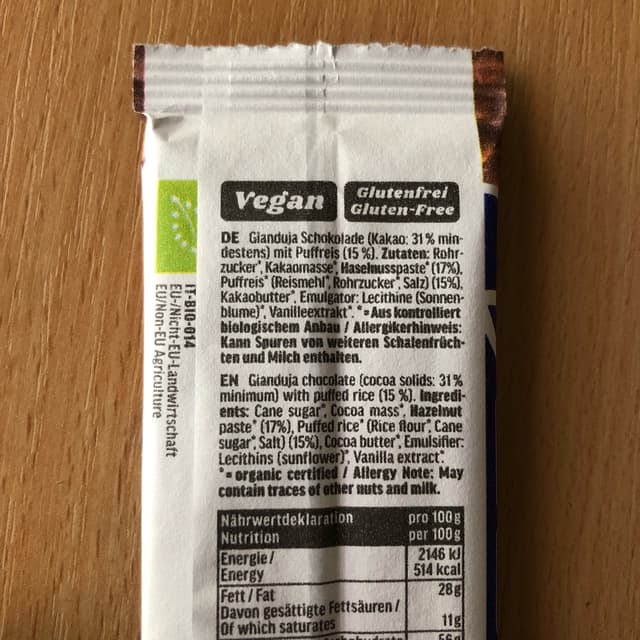 Vegan
Glutenfrei
Gluten-Free
DE Gianduja Schokolade (Kakao: 31% min-
destens) mit Puffreis (15 %). Zutaten: Rohr-
zucker*, Kakaomasse*, Haselnusspaste* (17%),
Puffreis* (Reismehl*, Rohrzucker*, Salz) (15%),
Kakaobutter*, Emulgator: Lecithine (Sonnen-
blume)*, Vanilleextrakt*. *=Aus kontrolliert
biologischem Anbau / Allergikerhinweis:
Kann Spuren von weiteren Schalenfrüch-
ten und Milch enthalten.
EN Gianduja chocolate (cocoa solids: 31%
minimum) with puffed rice (15 %). Ingredi-
ents: Cane sugar*, Cocoa mass*, Hazelnut
paste* (17%), Puffed rice* (Rice flour*, Cane
sugar*, Salt) (15%), Cocoa butter*, Emulsifier:
Lecithins (sunflower)*, Vanilla extract*.
*= organic certified / Allergy Note: May
contain traces of other nuts and milk.
Nährwertdeklaration pro 100g
Nutrition per 100g
Energie / 2146 kJ
Energy 514 kcal
Fett / Fat 28g
Davon gesättigte Fettsäuren /
Of which saturates 11g
IT-BIO-014
EU-/Nicht-EU-Landwirtschaft
EU/Non-EU Agriculture